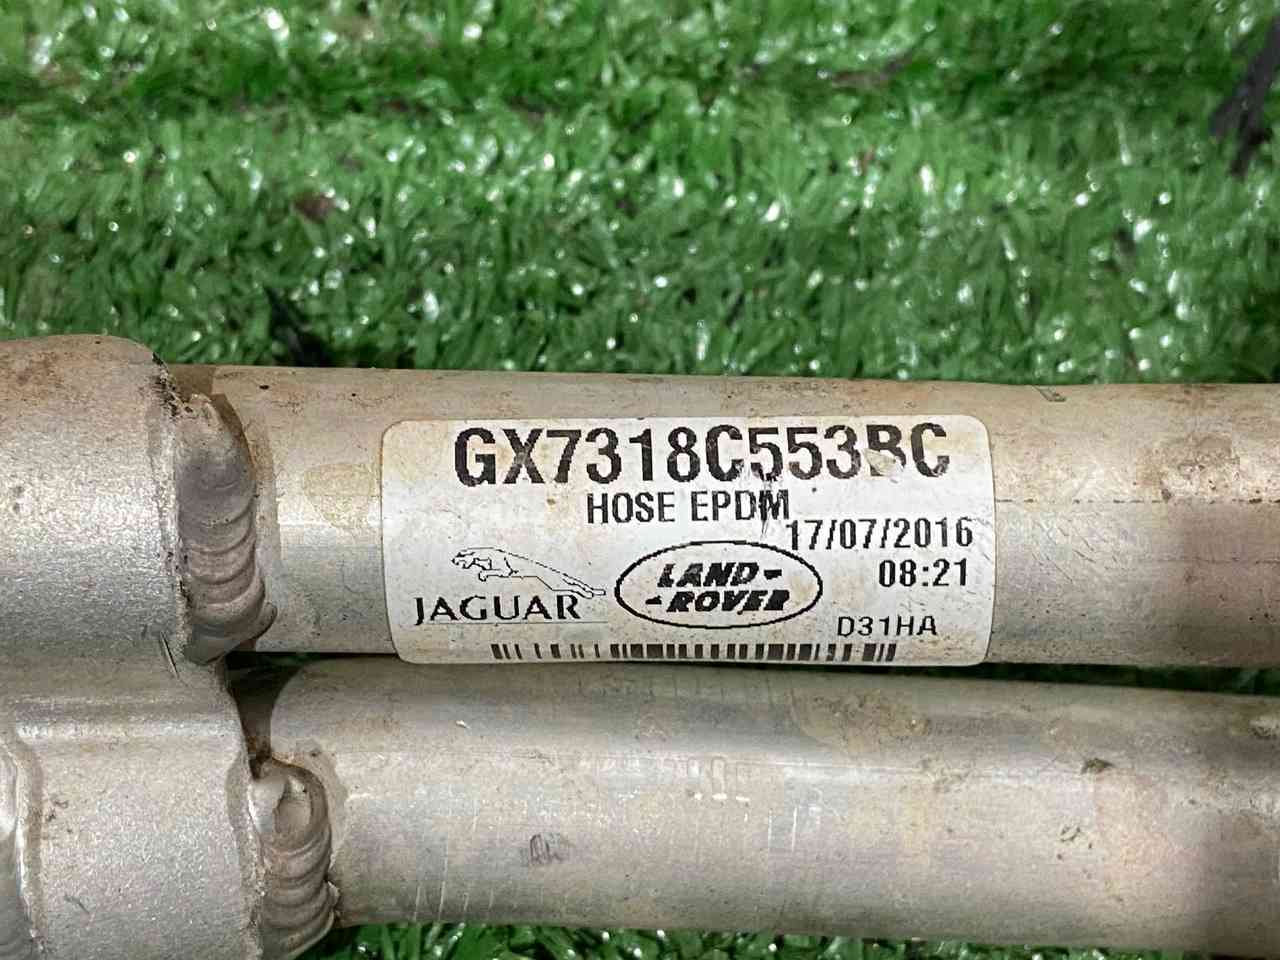 GX7318C553BC
HOSE EPDM
17/07/2016
08:21
JAGUAR
LAND-
-ROVER
D31HA